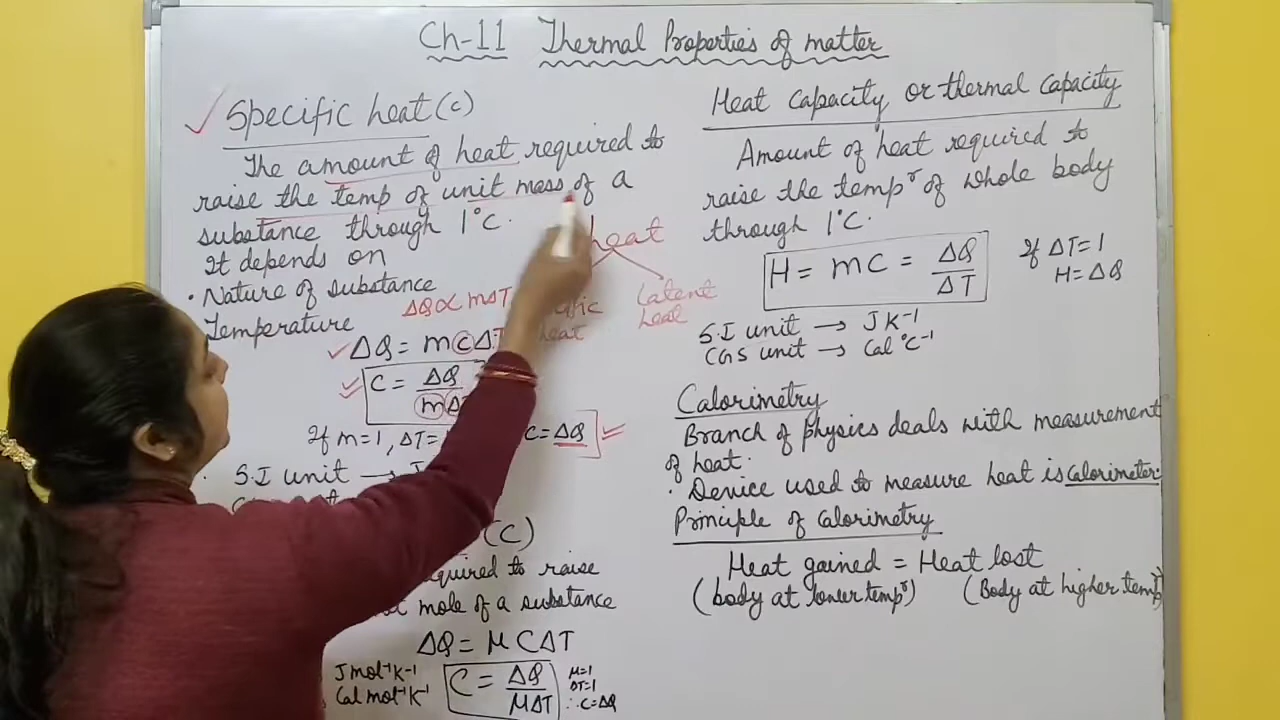 Ch-11 Thermal Properties of matter
Specific heat (c)
The amount of heat required to
raise the temp of unit mass of a
substance through 1°C.
It depends on
• Nature of substance
Temperature
ΔQ ∝ mΔT
heat
Latent
heat
heat
ΔQ = mcΔT
C = ΔQ
m
If m=1, ΔT=
C = ΔQ
S.I unit → J
(C)
required to raise
mole of a substance
ΔQ = μCΔT
J mol⁻¹K⁻¹
Cal mol⁻¹K⁻¹
C = ΔQ
μΔT
μ=1
ΔT=1
∴ C=ΔQ
Heat capacity or thermal capacity
Amount of heat required to
raise the tempʳ of whole body
through 1°C.
H = mC = ΔQ
ΔT
If ΔT=1
H=ΔQ
S.I unit → JK⁻¹
CGS unit → Cal °C⁻¹
Calorimetry
Branch of physics deals with measurement
of heat.
• Device used to measure heat is calorimeter.
Principle of Calorimetry
Heat gained = Heat lost
(body at lower tempʳ) (Body at higher tempʳ)